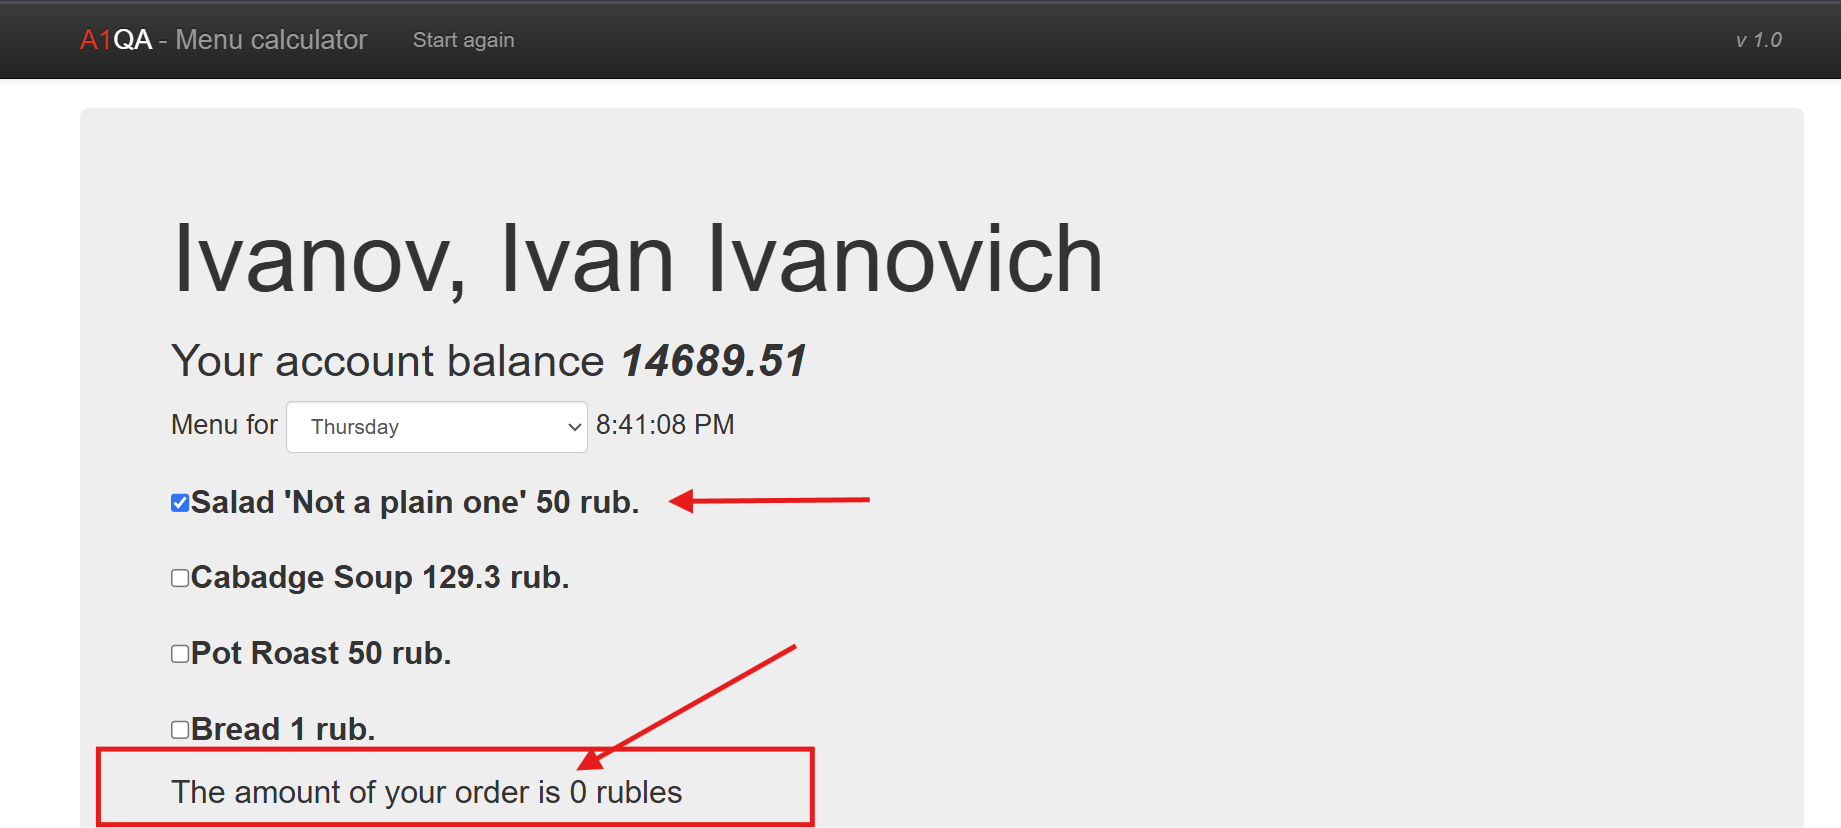 A1QA - Menu calculator Start again v 1.0
Ivanov, Ivan Ivanovich
Your account balance 14689.51
Menu for Thursday 8:41:08 PM
Salad 'Not a plain one' 50 rub.
Cabadge Soup 129.3 rub.
Pot Roast 50 rub.
Bread 1 rub.
The amount of your order is 0 rubles